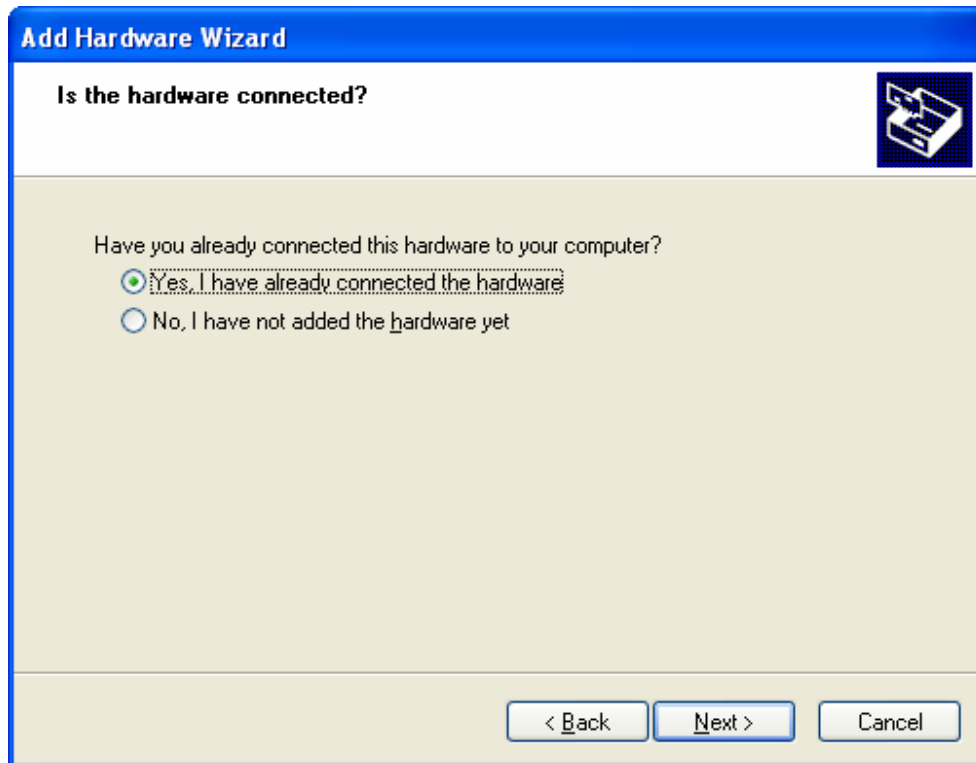 Add Hardware Wizard
Is the hardware connected?
Have you already connected this hardware to your computer?
Yes, I have already connected the hardware
No, I have not added the hardware yet
< Back
Next >
Cancel